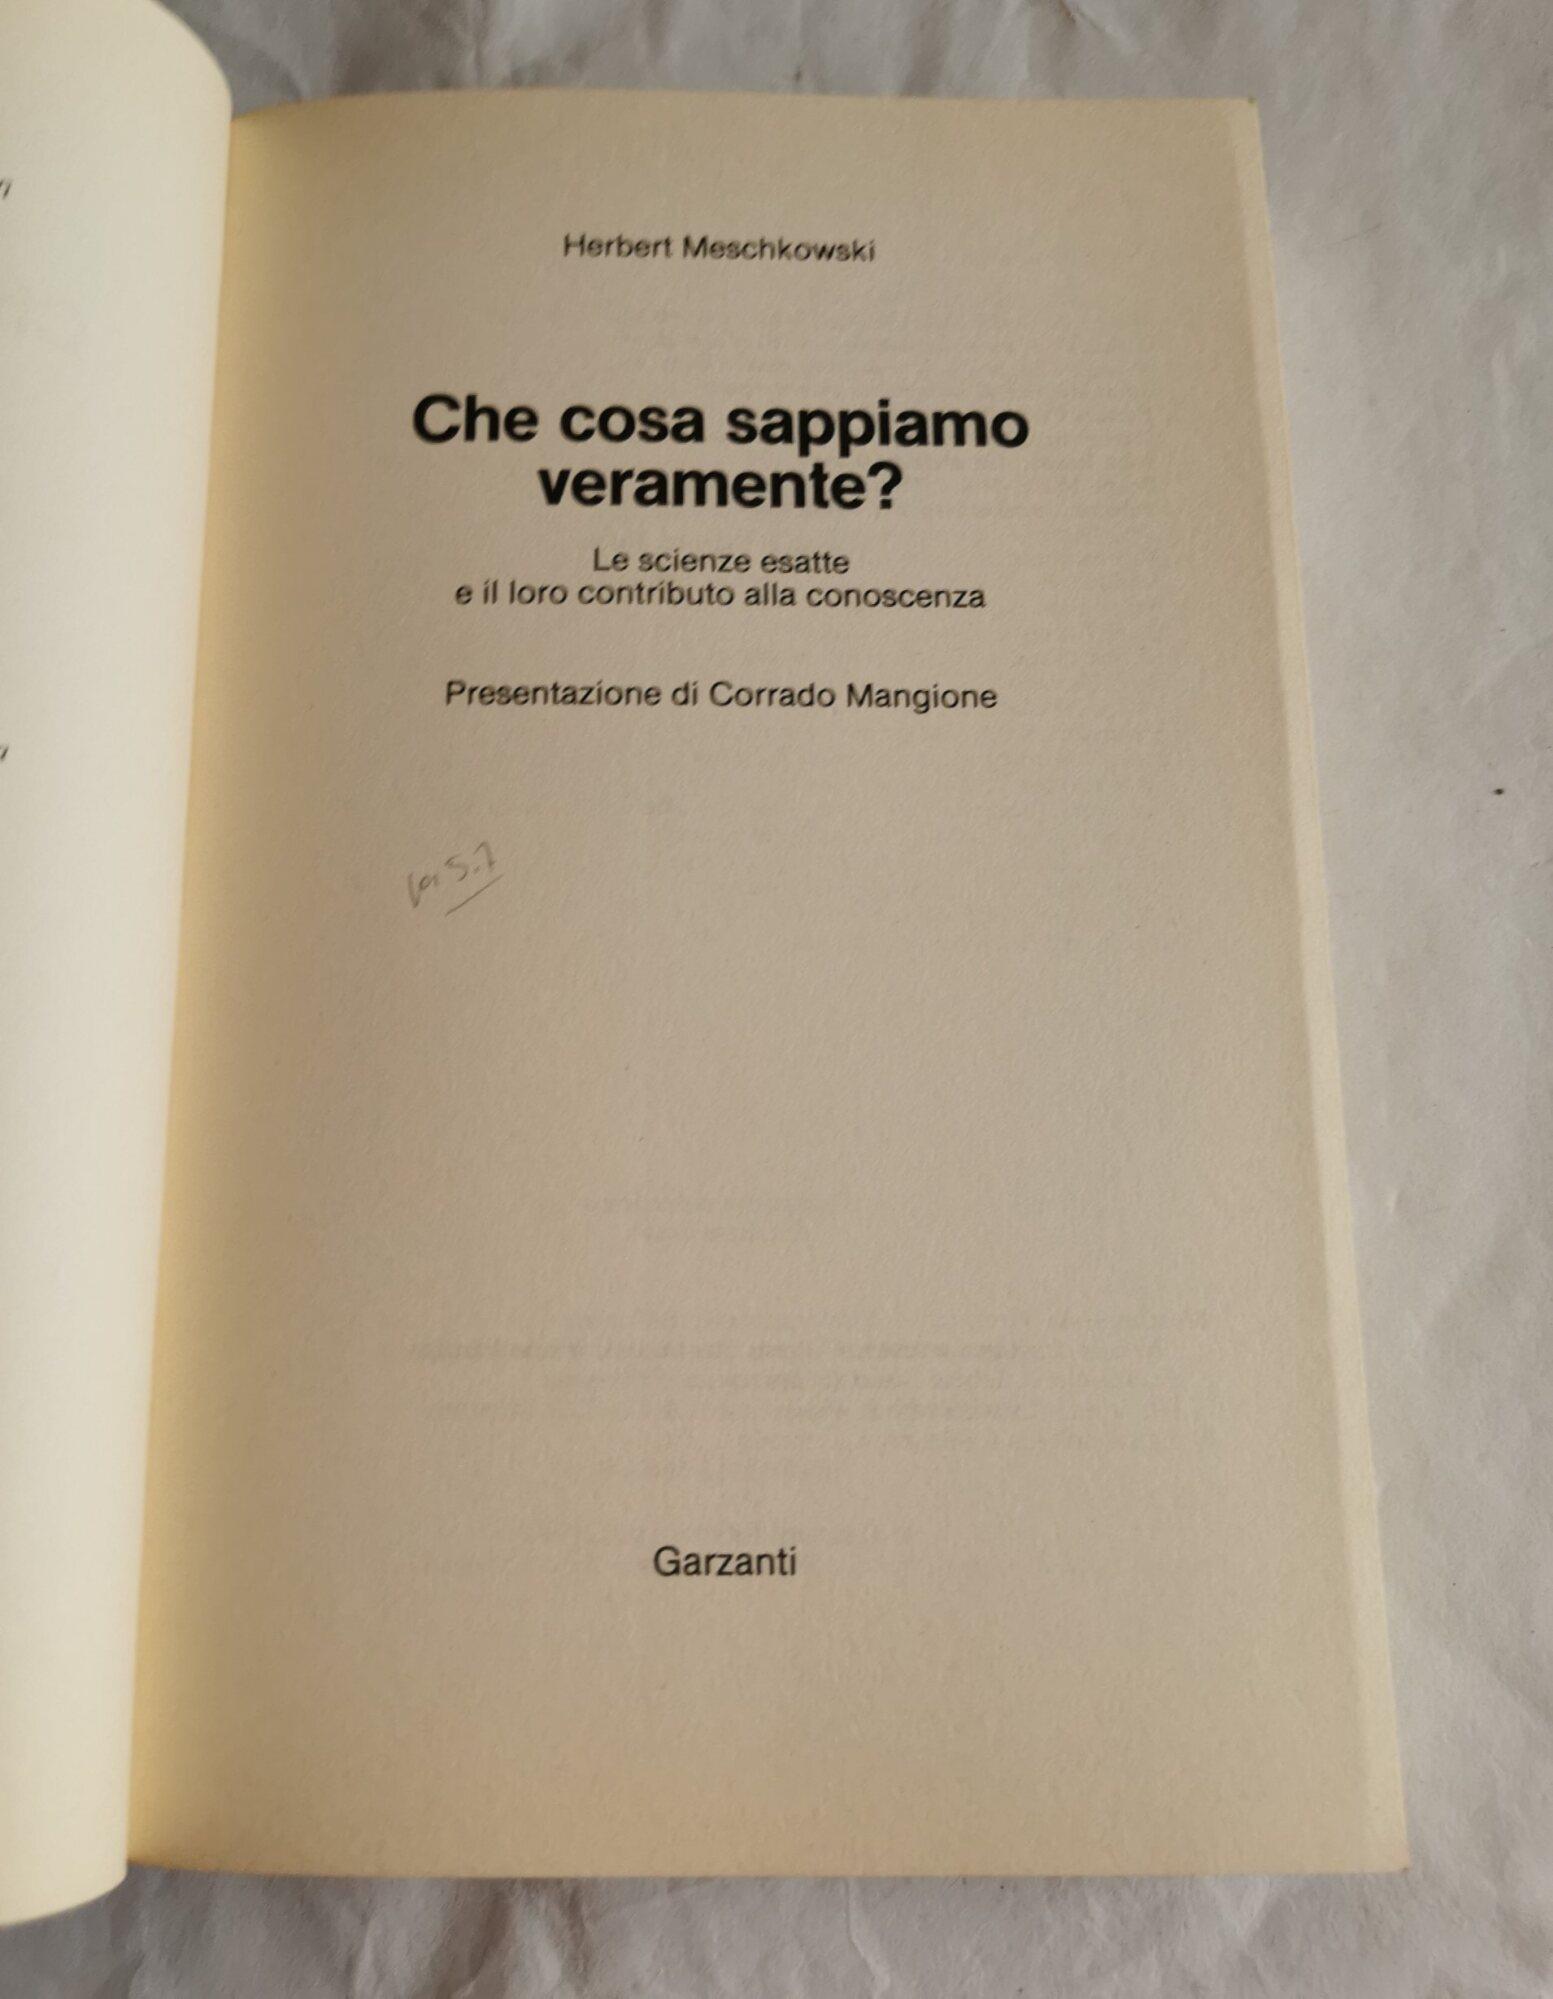 Herbert Meschkowski
Che cosa sappiamo
veramente?
Le scienze esatte
e il loro contributo alla conoscenza
Presentazione di Corrado Mangione
Garzanti